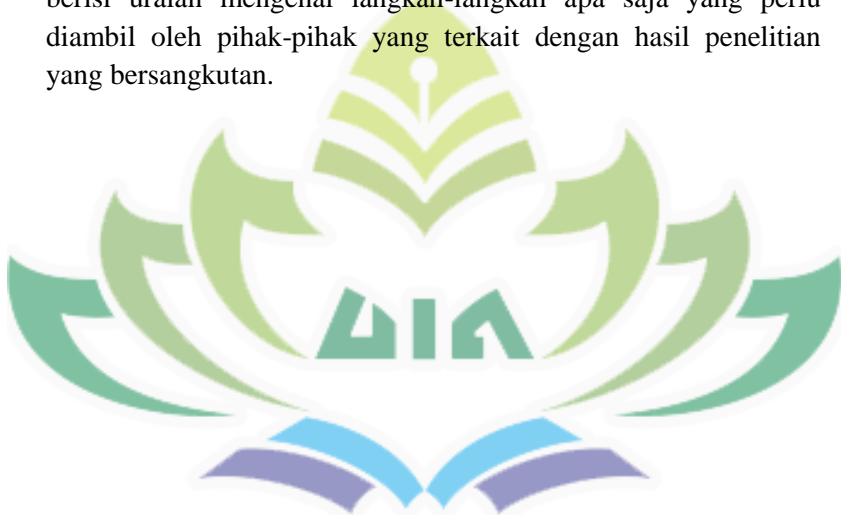 berisi uraian mengenai langkah-langkah apa saja yang perlu
diambil oleh pihak-pihak yang terkait dengan hasil penelitian
yang bersangkutan.